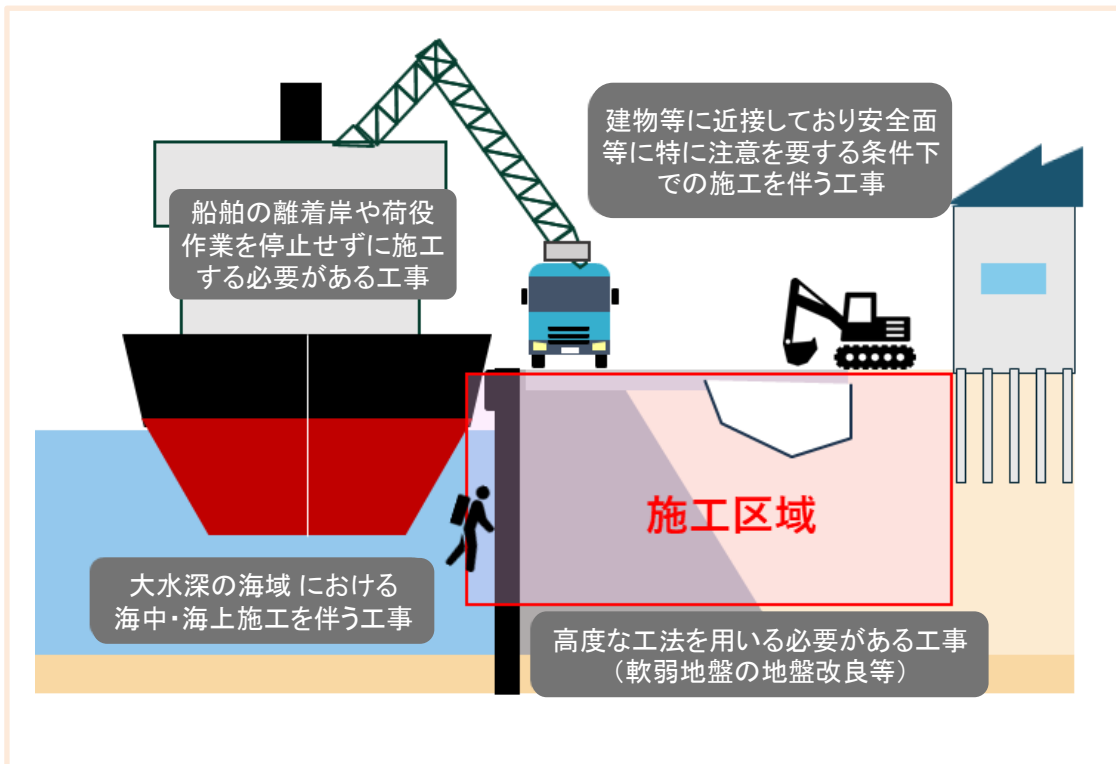 建物等に近接しており安全面
等に特に注意を要する条件下
での施工を伴う工事
船舶の離着岸や荷役
作業を停止せずに施工
する必要がある工事
施工区域
大水深の海域 における
海中・海上施工を伴う工事
高度な工法を用いる必要がある工事
（軟弱地盤の地盤改良等）